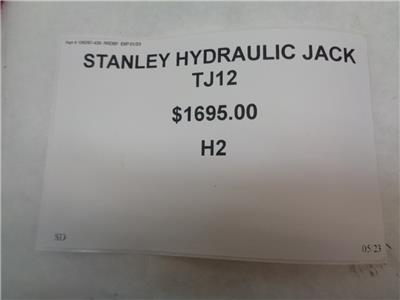 STANLEY HYDRAULIC JACK
TJ12
$1695.00
H2
05/23